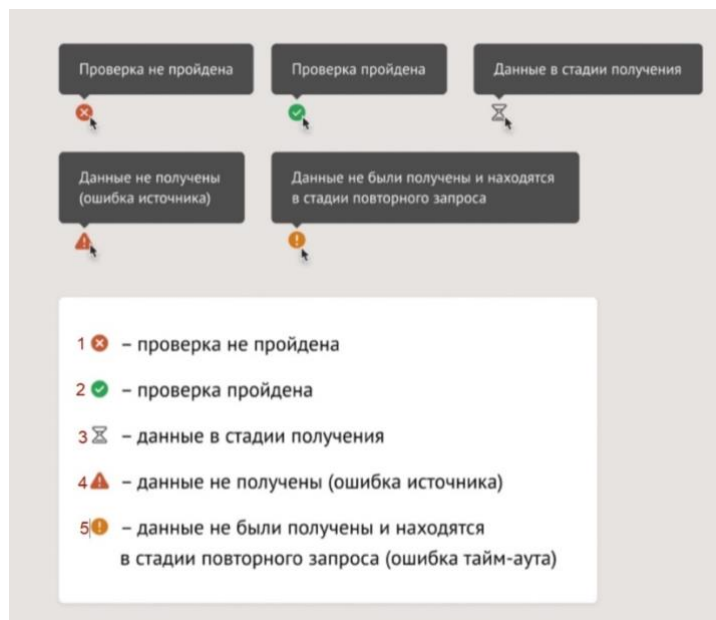 Проверка не пройдена
Проверка пройдена
Данные в стадии получения
Данные не получены
(ошибка источника)
Данные не были получены и находятся
в стадии повторного запроса
1 – проверка не пройдена
2 – проверка пройдена
3 – данные в стадии получения
4 – данные не получены (ошибка источника)
5 – данные не были получены и находятся
в стадии повторного запроса (ошибка тайм-аута)